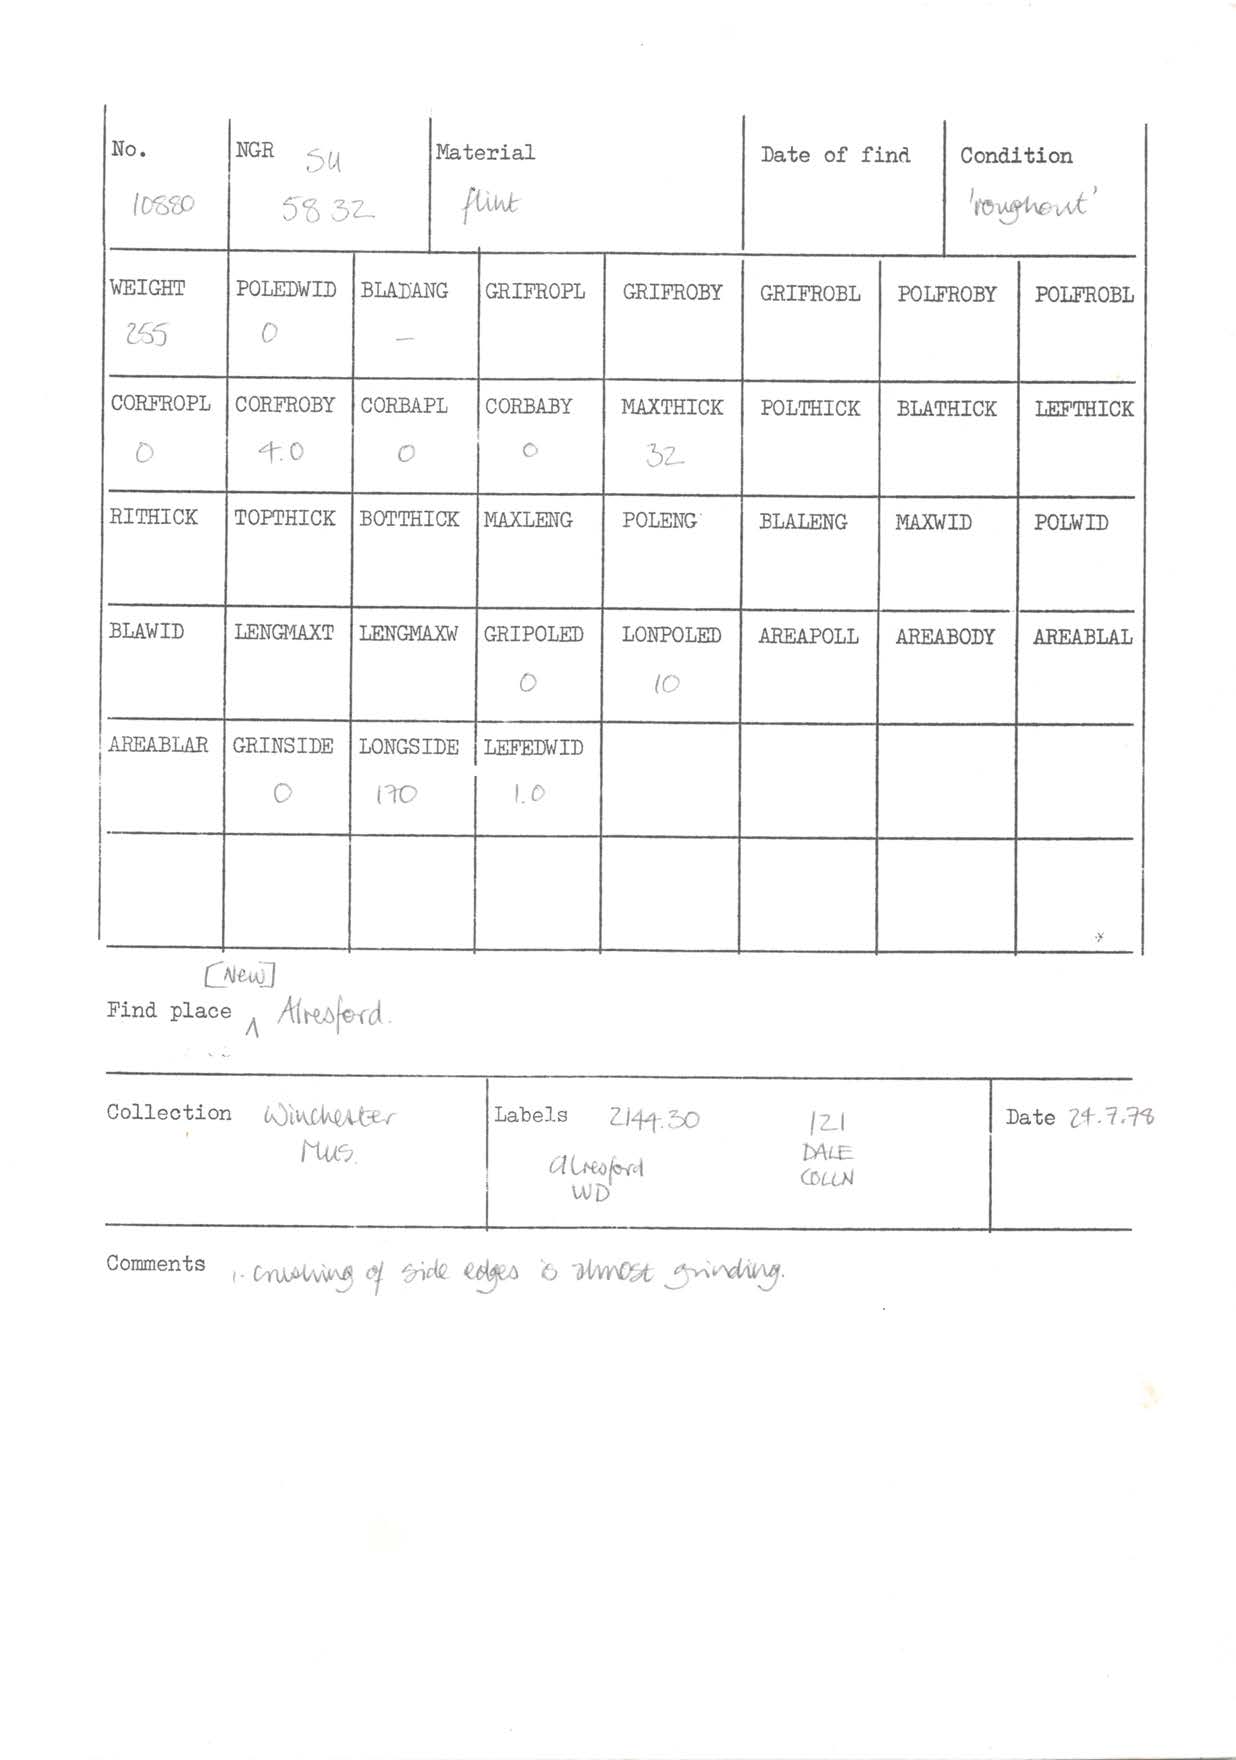 No. NGR SU Material Date of find Condition
10880 58 32 flint 'roughout'
WEIGHT POLEDWID BLADANG GRIFROPL GRIFROBY GRIFROBL POLFROBY POLFROBL
255 0 –
CORFROPL CORFROBY CORBAPL CORBABY MAXTHICK POLTHICK BLATHICK LEFTHICK
0 4.0 0 0 32
RITHICK TOPTHICK BOTTHICK MAXLENG POLENG BLALENG MAXWID POLWID
BLAWID LENGMAXT LENGMAXW GRIPOLED LONPOLED AREAPOLL AREABODY AREABLAL
0 10
AREABLAR GRINSIDE LONGSIDE LEFEDWID
0 170 1.0
[New]
Find place ^ Alresford.
Collection Winchester Labels 2144.30 121 Date 24.7.78
Mus. Alresford DALE
WD COLLN
Comments 1. crushing of side edges is almost grinding.